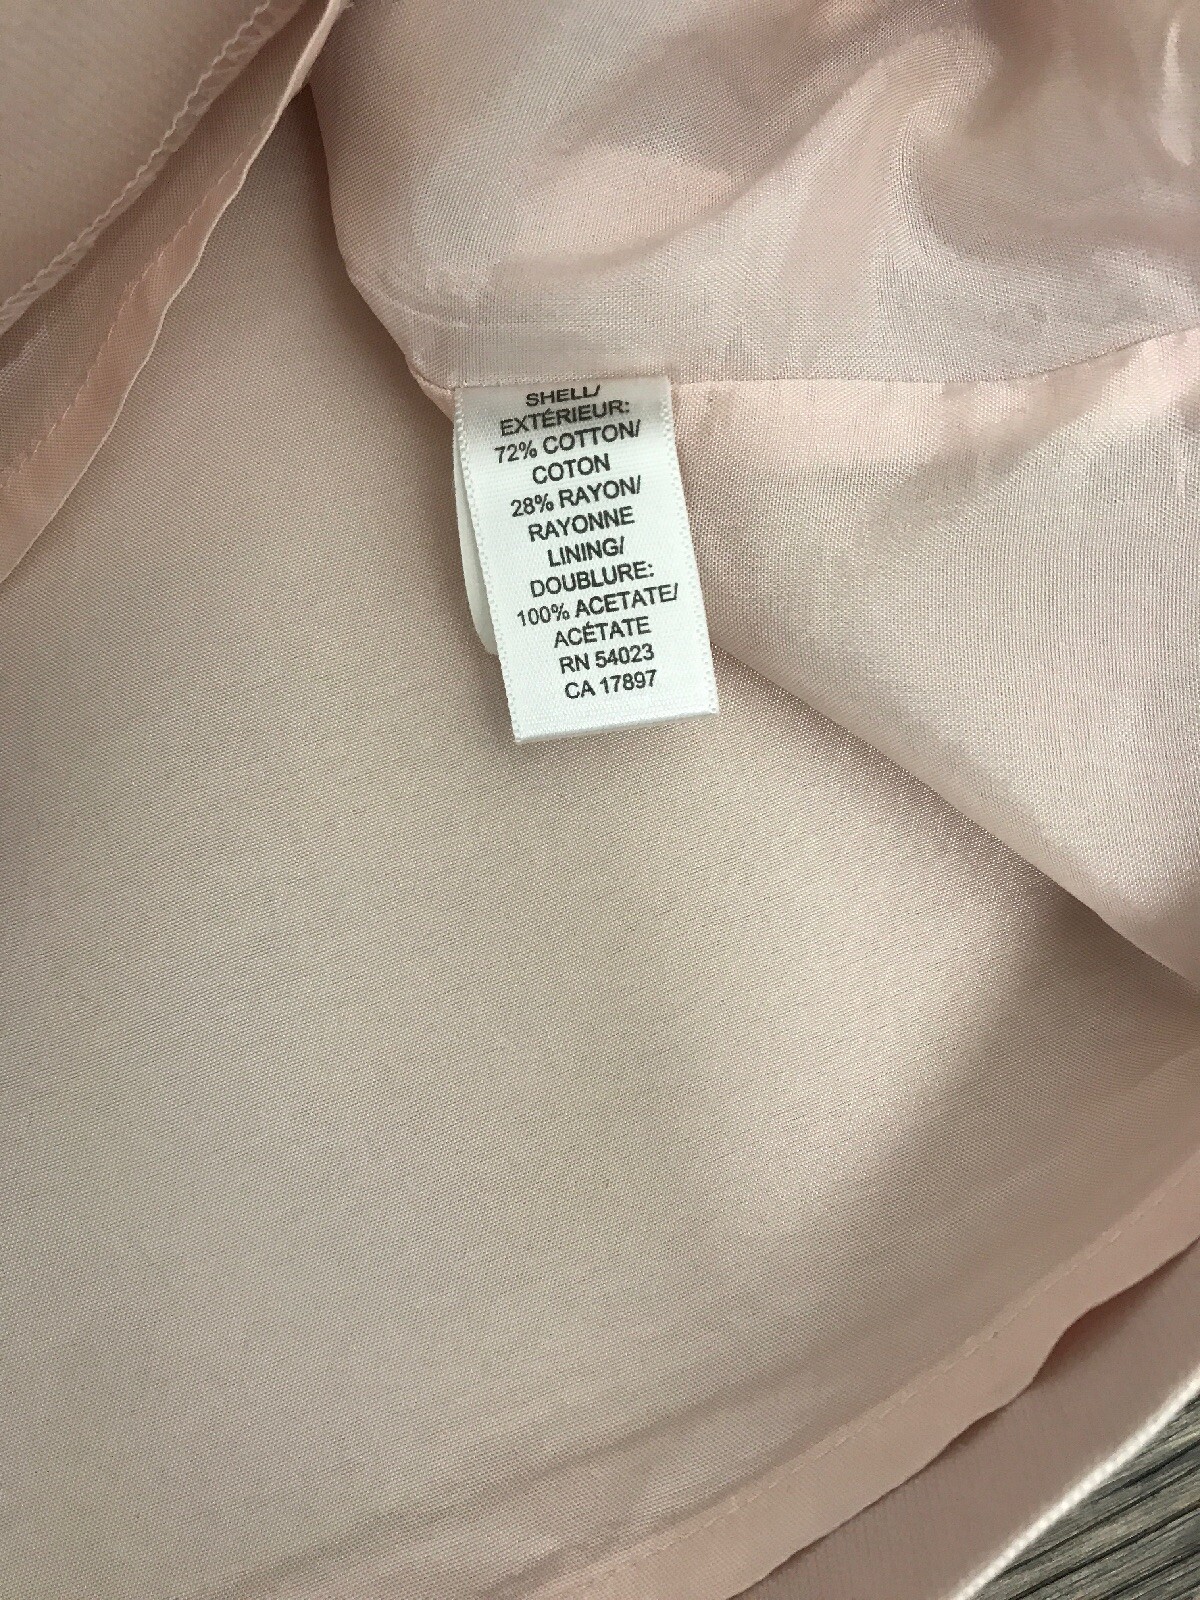 SHELL/
EXTÉRIEUR:
72% COTTON/
COTON
28% RAYON/
RAYONNE
LINING/
DOUBLURE:
100% ACETATE/
ACÉTATE
RN 54023
CA 17897